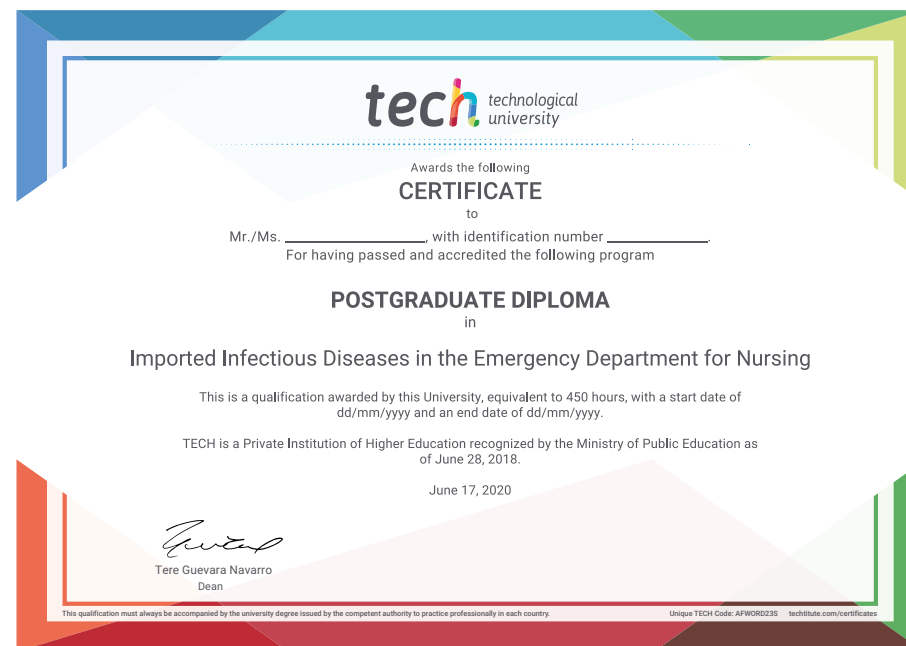 tech technological
university
Awards the following
CERTIFICATE
to
Mr./Ms. ____________________, with identification number ______________.
For having passed and accredited the following program
POSTGRADUATE DIPLOMA
in
Imported Infectious Diseases in the Emergency Department for Nursing
This is a qualification awarded by this University, equivalent to 450 hours, with a start date of
dd/mm/yyyy and an end date of dd/mm/yyyy.
TECH is a Private Institution of Higher Education recognized by the Ministry of Public Education as
of June 28, 2018.
June 17, 2020
Tere Guevara Navarro
Dean
This qualification must always be accompanied by the university degree issued by the competent authority to practice professionally in each country. Unique TECH Code: AFWORD23S techtitute.com/certificates